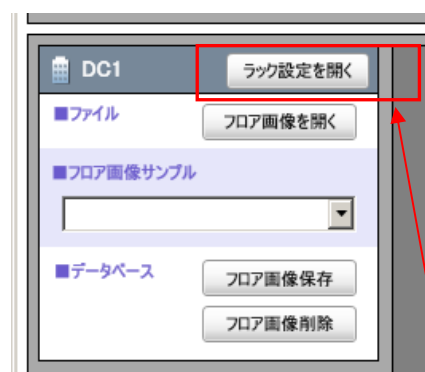 DC1 ラック設定を開く
■ファイル フロア画像を開く
■フロア画像サンプル
■データベース フロア画像保存
フロア画像削除